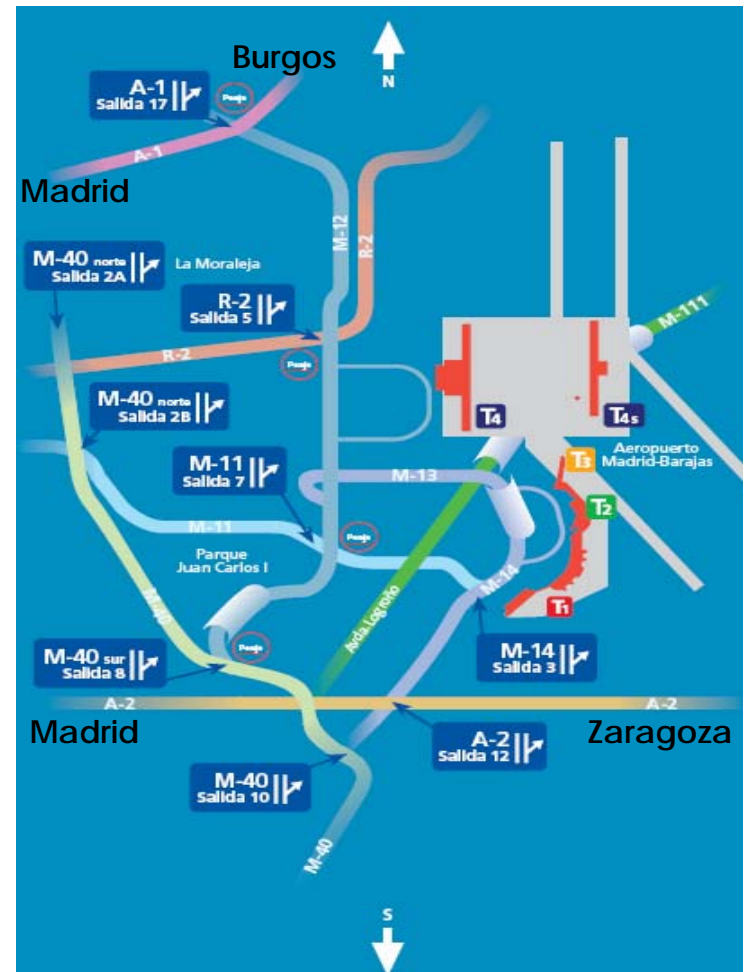 Burgos
N
A-1
Salida 17
Peaje
A-1
Madrid
M-12
R-2
M-40 norte
Salida 2A
La Moraleja
R-2
Salida 5
M-111
R-2
Peaje
M-40 norte
Salida 2B
T4
T4s
Aeropuerto
Madrid-Barajas
T3
M-11
Salida 7
M-13
T2
M-11
Peaje
Parque
Juan Carlos I
M-14
Avda. Logroño
T1
M-40
M-40 sur
Salida 8
Peaje
M-14
Salida 3
A-2
A-2
Madrid
A-2
Salida 12
Zaragoza
M-40
Salida 10
M-40
S